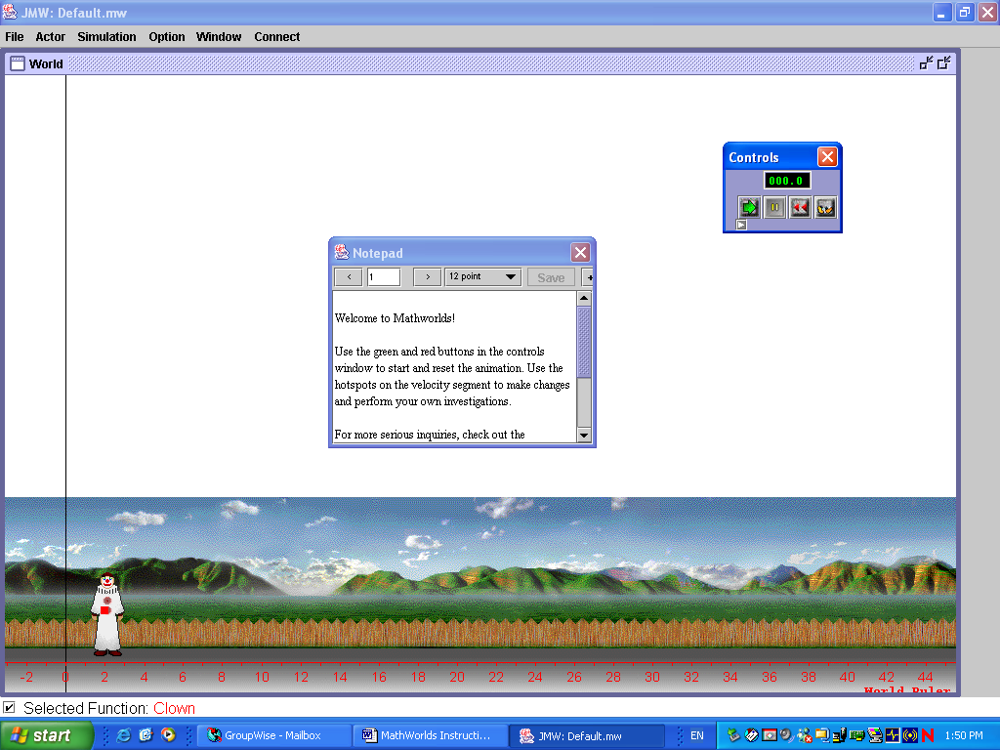 JMW: Default.mw
File Actor Simulation Option Window Connect
World
Controls
000.0
Notepad
< 1 > 12 point Save +
Welcome to Mathworlds!
Use the green and red buttons in the controls
window to start and reset the animation. Use the
hotspots on the velocity segment to make changes
and perform your own investigations.
For more serious inquiries, check out the
-2 0 2 4 6 8 10 12 14 16 18 20 22 24 26 28 30 32 34 36 38 40 42 44
World Ruler
Selected Function: Clown
start GroupWise - Mailbox MathWorlds Instructi... JMW: Default.mw EN 1:50 PM